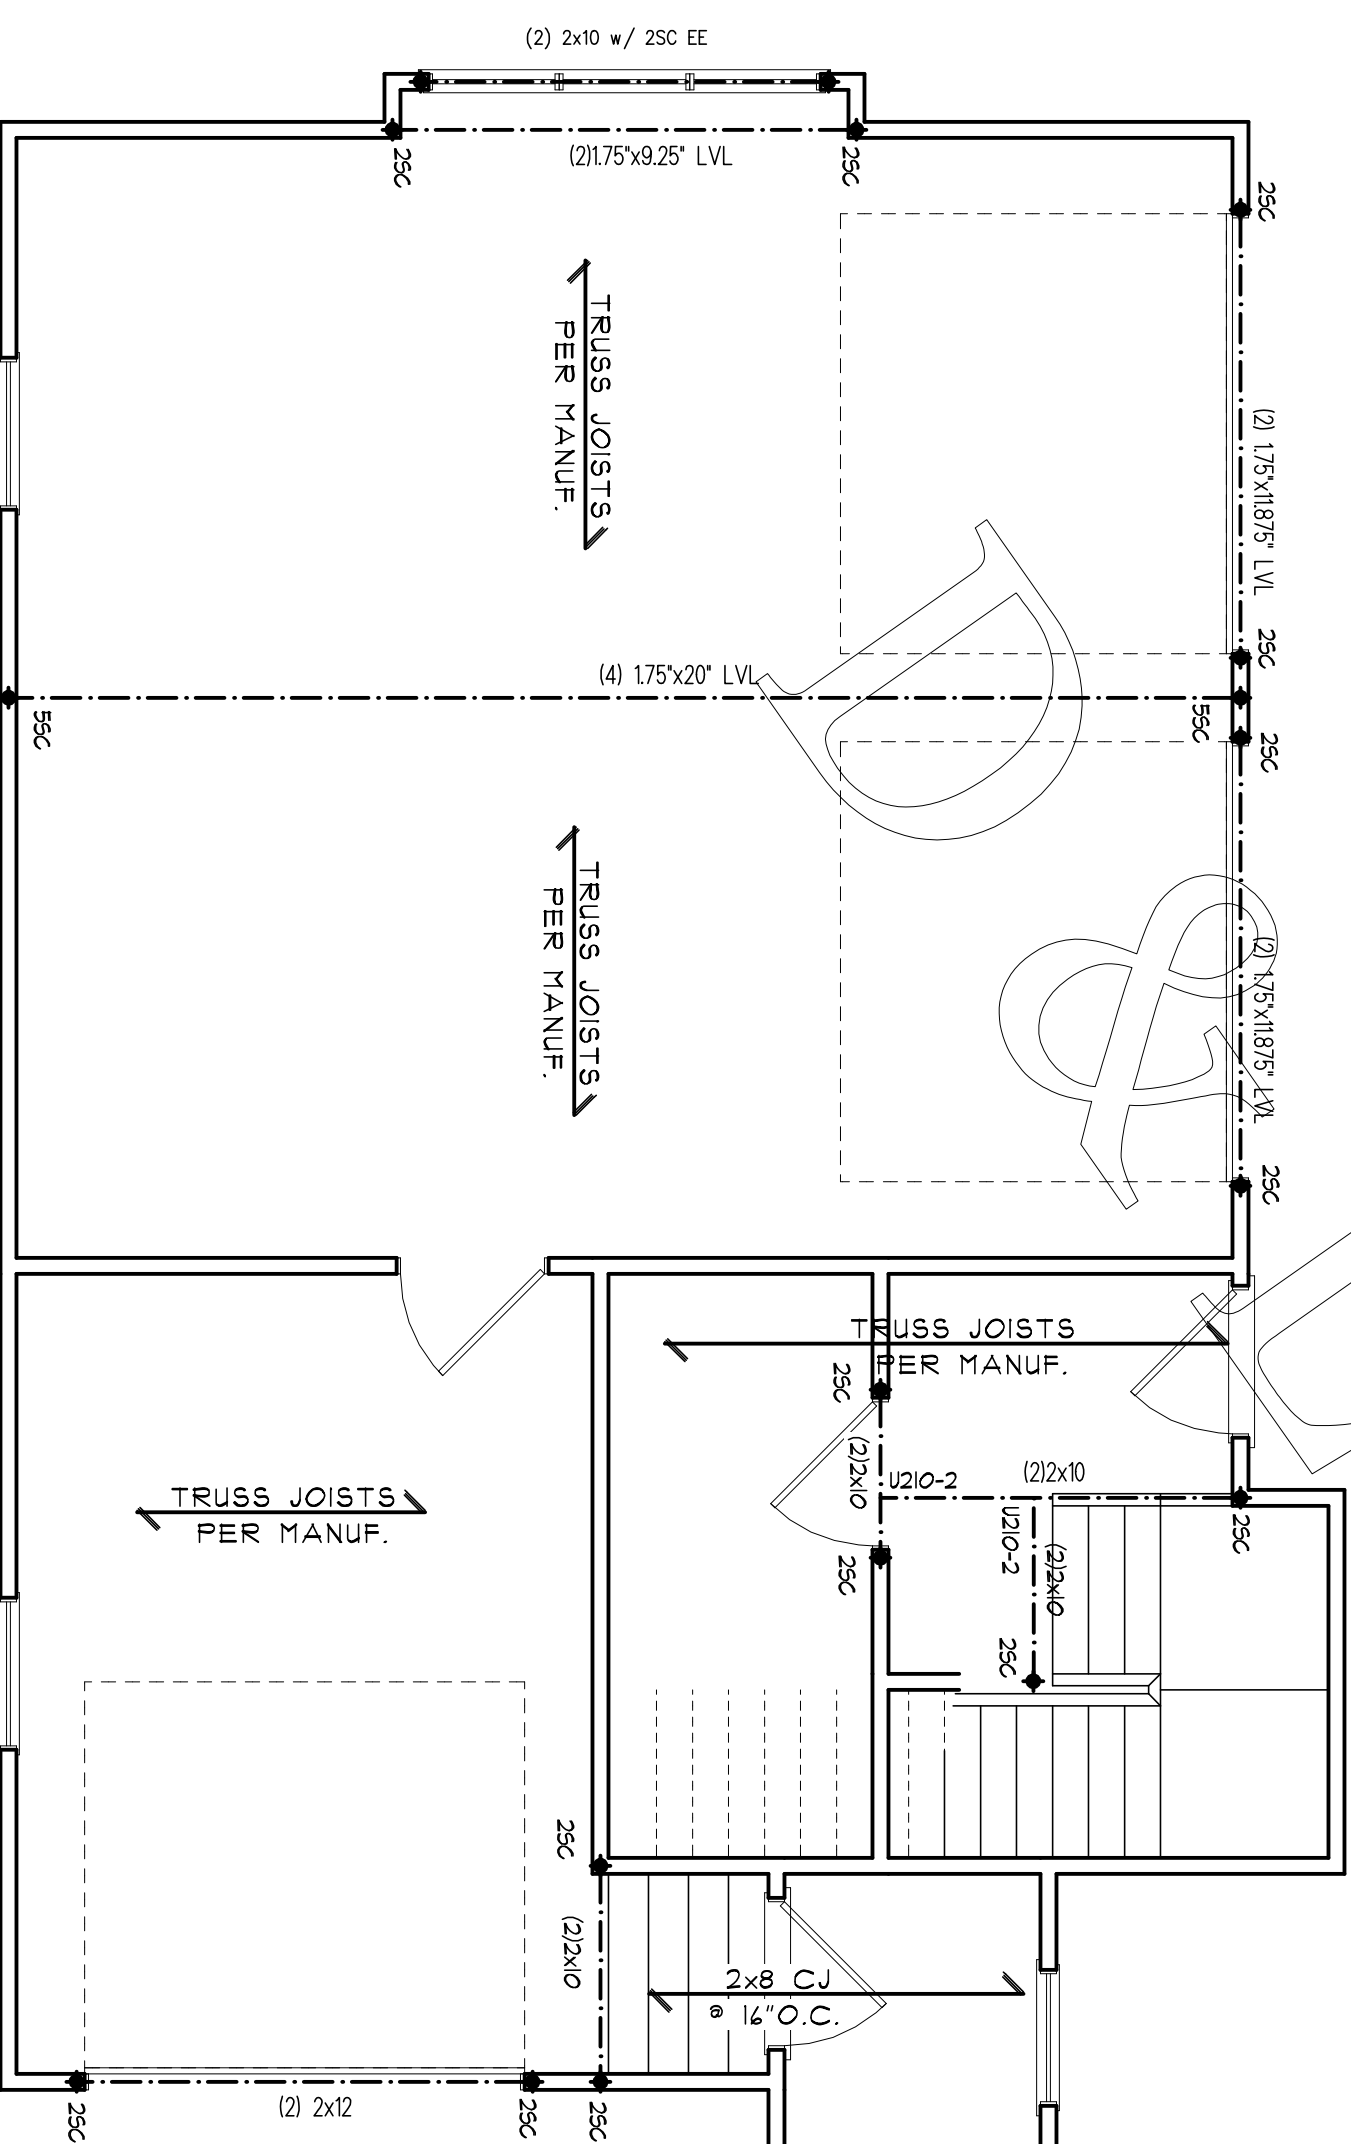 (2) 2x10 w/ 2SC EE
(2)1.75"x9.25" LVL
2SC
2SC
2SC
TRUSS JOISTS
PER MANUF.
(2) 1.75"x11.875" LVL
2SC
(4) 1.75"x20" LVL
5SC
5SC
2SC
D
&
TRUSS JOISTS
PER MANUF.
(2) 1.75"x11.875" LVL
2SC
TRUSS JOISTS
PER MANUF.
2SC
(2)2x10
U210-2
(2)2x10
2SC
U210-2
(2)2x10
TRUSS JOISTS
PER MANUF.
2SC
2SC
2SC
(2)2x10
2x8 CJ
@ 16"O.C.
(2) 2x12
2SC
2SC
2SC